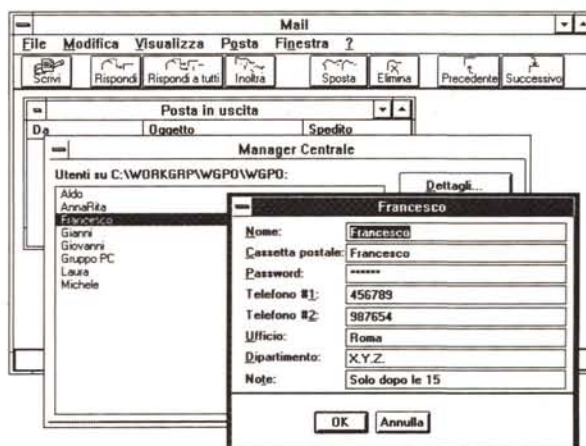 Mail
File Modifica Visualizza Posta Finestra ?
Scrivi Rispondi Rispondi a tutti Inoltra Sposta Elimina Precedente Successivo
Posta in uscita
Da Oggetto Spedito
Manager Centrale
Utenti su C:\WORKGRP\WGPO\WGPO:
Dettagli...
Aldo
AnnaRita
Francesco
Gianni
Giovanni
Gruppo PC
Laura
Michele
Francesco
Nome: Francesco
Cassetta postale: Francesco
Password: ******
Telefono #1: 456789
Telefono #2: 987654
Ufficio: Roma
Dipartimento: X.Y.Z.
Note: Solo dopo le 15
OK Annulla